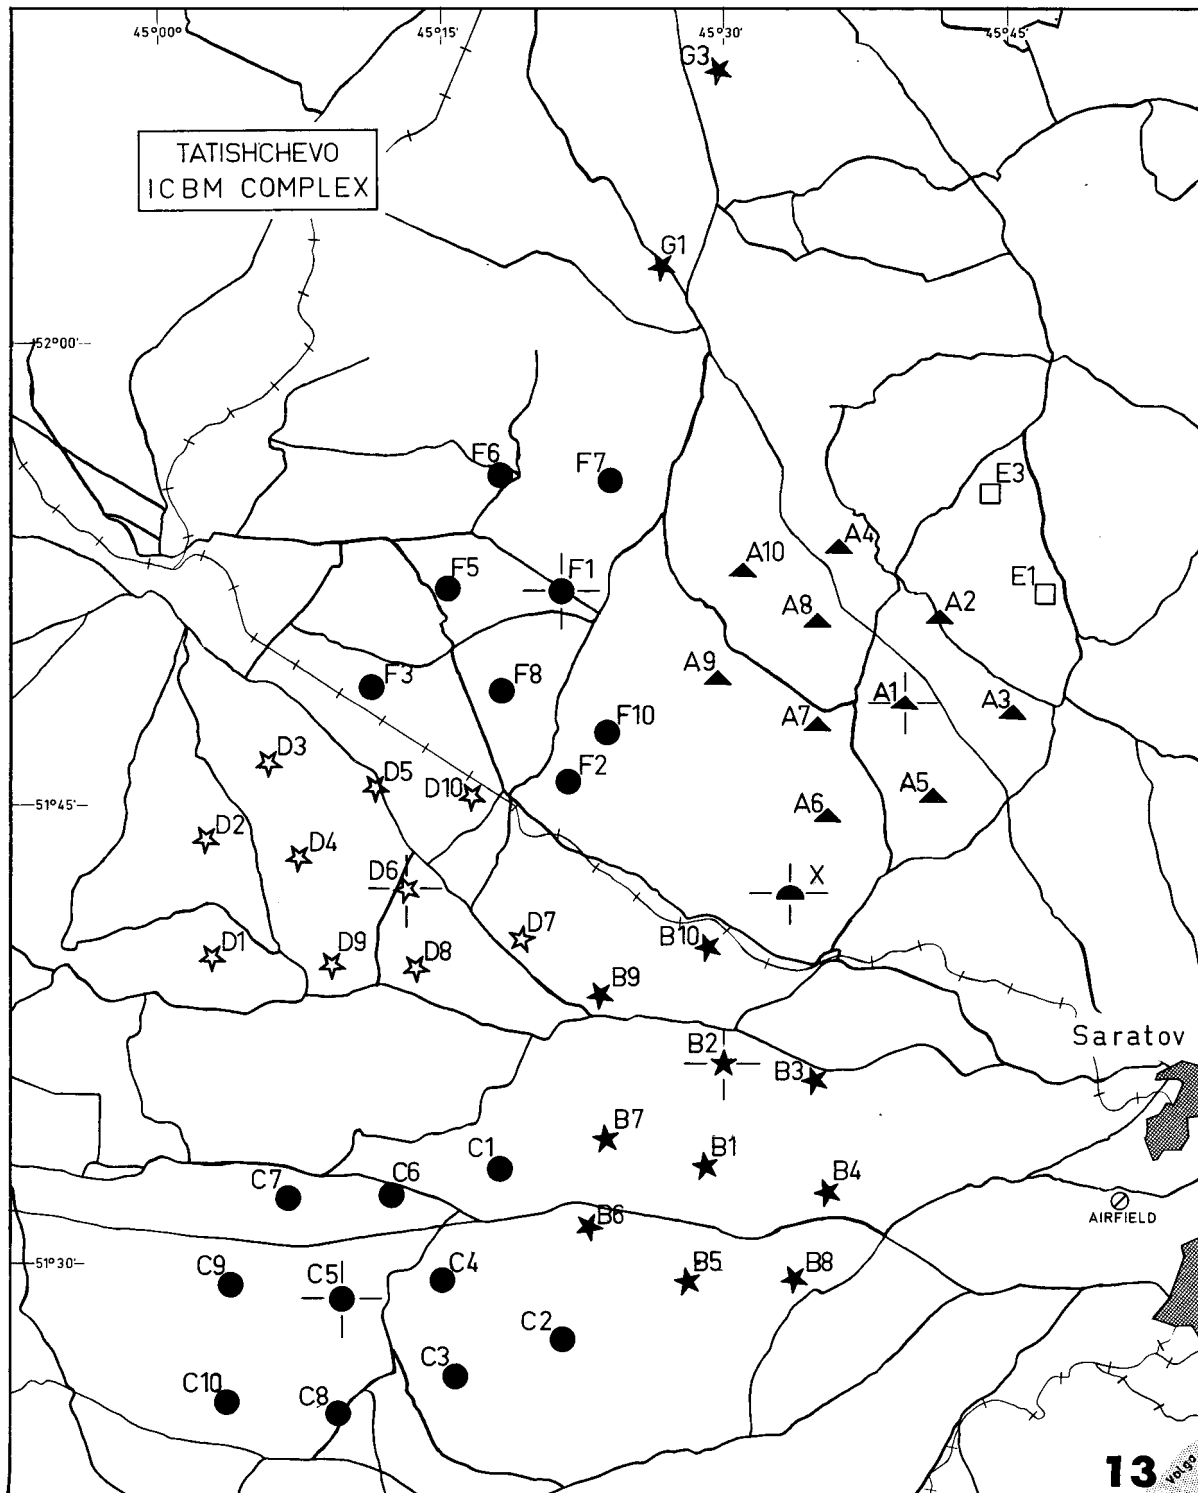 45°00' 45°15' 45°30' 45°45'
G3
TATISHCHEVO
ICBM COMPLEX
G1
52°00'
F6 F7 E3
A4
A10
F5 F1 E1
A8 A2
F3 F8 A9 A1 A3
F10 A7
D3
D5 D10 F2
51°45' A5
A6
D2
D4
D6 X
D1 D9 D8 D7 B10
B9
Saratov
B2 B3
B7
C1 B1
C7 C6 B4
AIRFIELD
B6
51°30'
C9 C5 C4 B5 B8
C2
C3
C10 C8
13 Volga